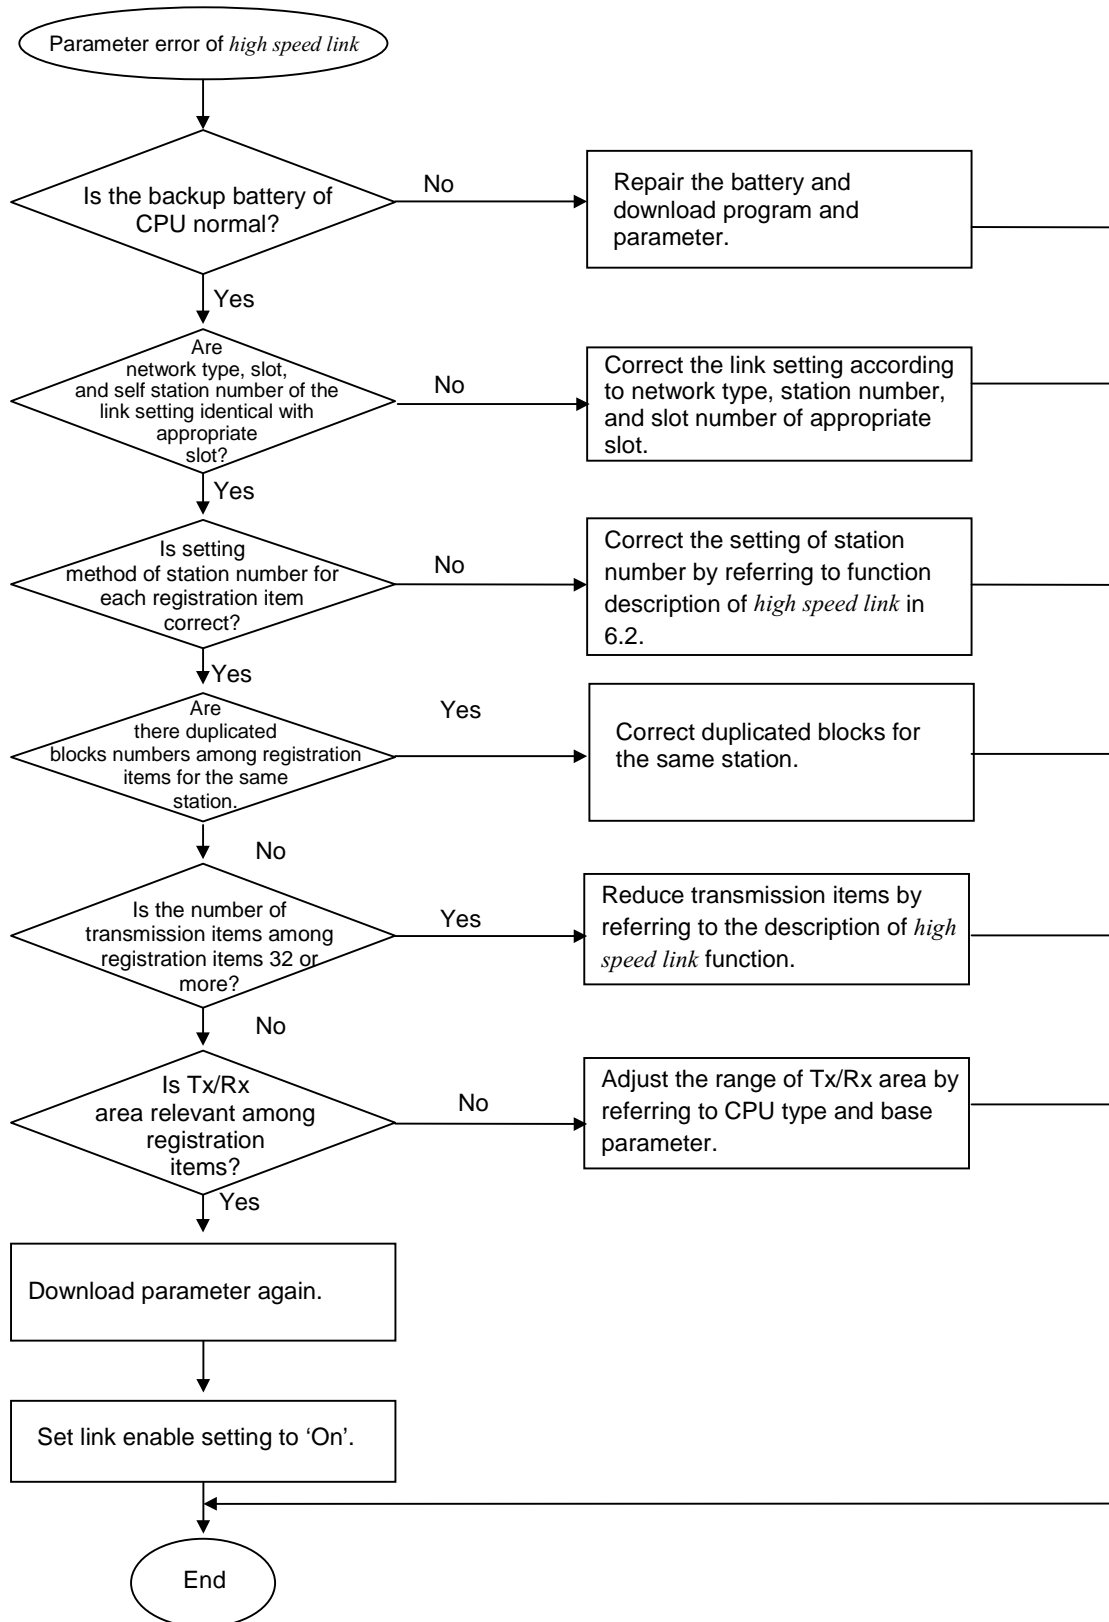 Parameter error of high speed link
Is the backup battery of
CPU normal?
No
Repair the battery and
download program and
parameter.
Yes
Are
network type, slot,
and self station number of the
link setting identical with
appropriate
slot?
No
Correct the link setting according
to network type, station number,
and slot number of appropriate
slot.
Yes
Is setting
method of station number for
each registration item
correct?
No
Correct the setting of station
number by referring to function
description of high speed link in
6.2.
Yes
Are
there duplicated
blocks numbers among registration
items for the same
station.
Yes
Correct duplicated blocks for
the same station.
No
Is the number of
transmission items among
registration items 32 or
more?
Yes
Reduce transmission items by
referring to the description of high
speed link function.
No
Is Tx/Rx
area relevant among
registration
items?
No
Adjust the range of Tx/Rx area by
referring to CPU type and base
parameter.
Yes
Download parameter again.
Set link enable setting to ‘On’.
End